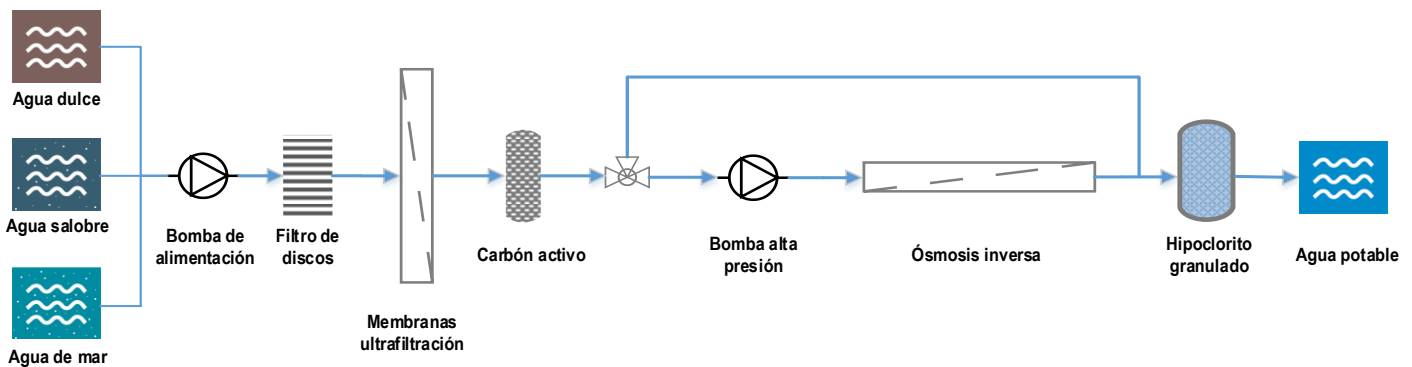 Agua dulce
Agua salobre
Agua de mar
Bomba de
alimentación
Filtro de
discos
Membranas
ultrafiltración
Carbón activo
Bomba alta
presión
Ósmosis inversa
Hipoclorito
granulado
Agua potable